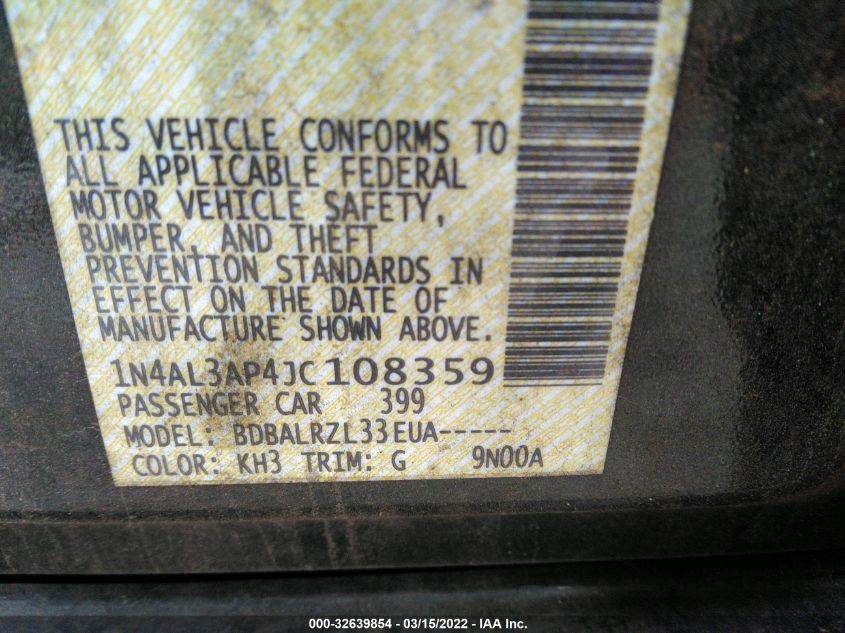 THIS VEHICLE CONFORMS TO
ALL APPLICABLE FEDERAL
MOTOR VEHICLE SAFETY,
BUMPER, AND THEFT
PREVENTION STANDARDS IN
EFFECT ON THE DATE OF
MANUFACTURE SHOWN ABOVE.
1N4AL3AP4JC108359
PASSENGER CAR 399
MODEL: BDBALRZL33EUA-----
COLOR: KH3 TRIM: G 9N00A
000-32639854 - 03/15/2022 - IAA Inc.